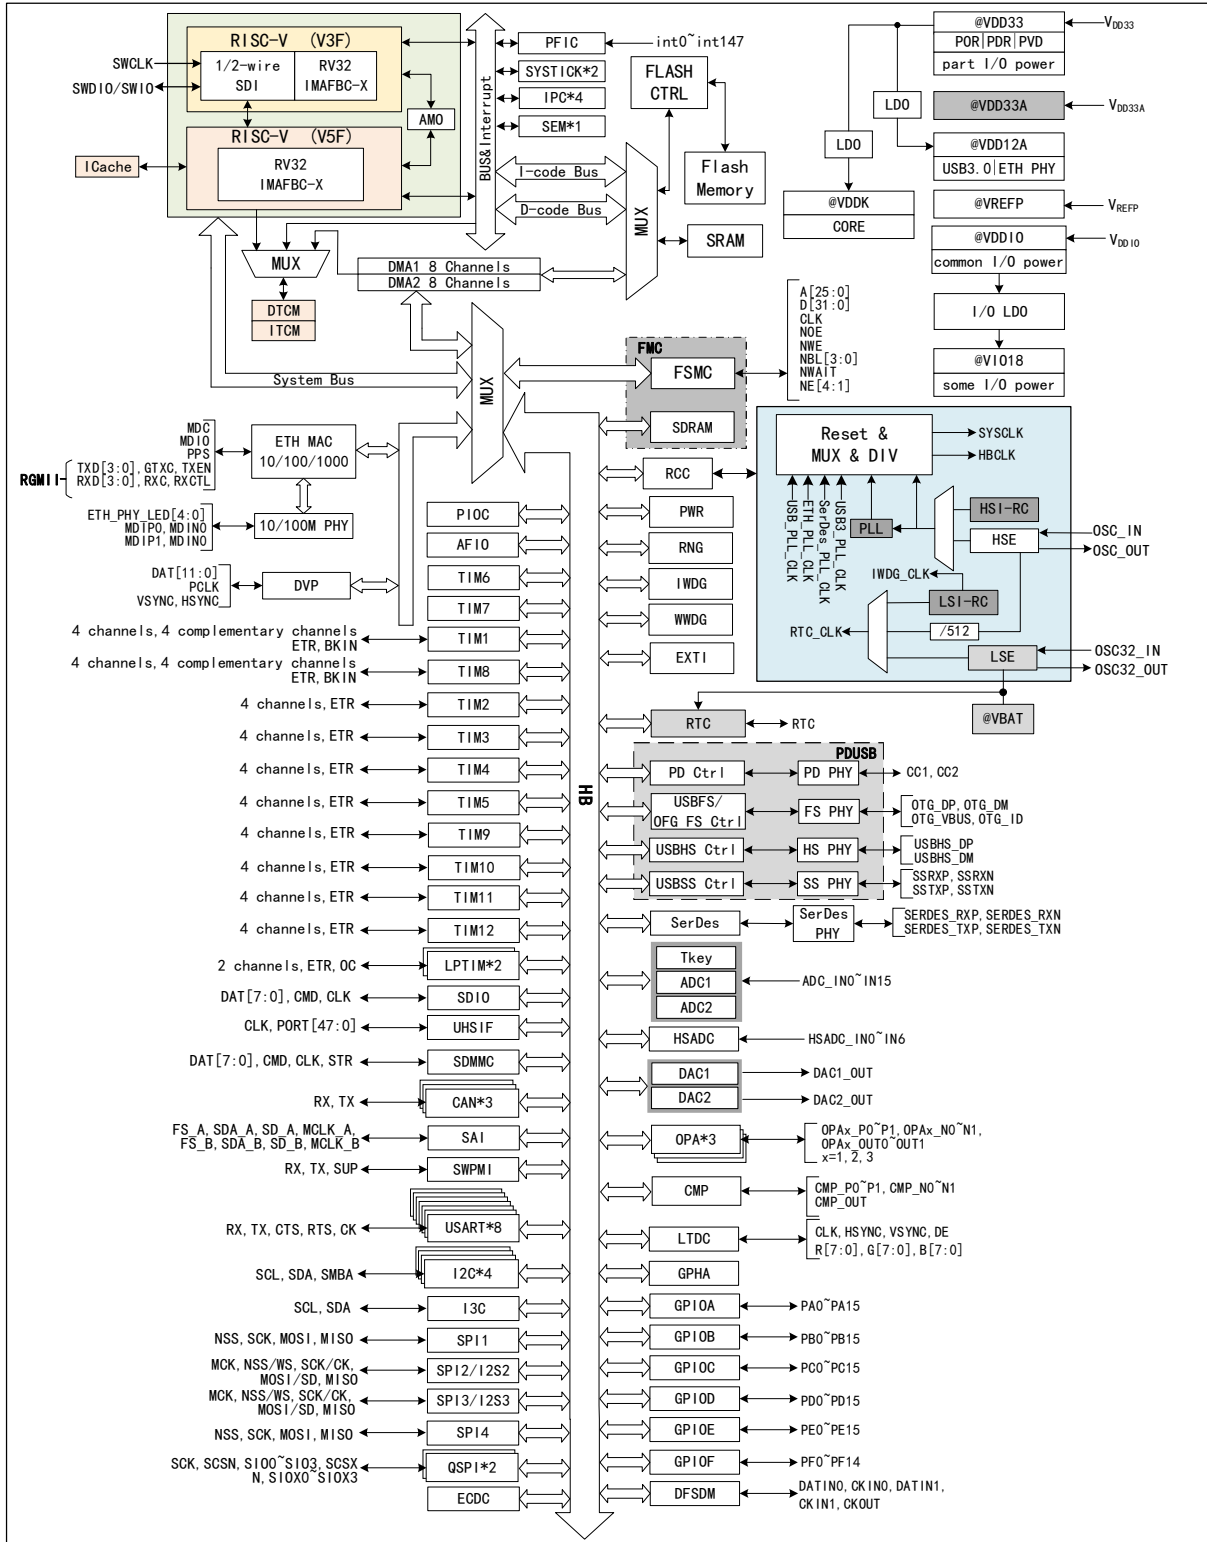 RISC-V (V3F)
SWCLK
SWDIO/SWIO
1/2-wire
SDI
RV32
IMAFBC-X
RISC-V (V5F)
ICache
RV32
IMAFBC-X
AMO
BUS&Interrupt
PFIC
int0~int147
SYSTICK*2
IPC*4
SEM*1
FLASH
CTRL
Flash
Memory
I-code Bus
D-code Bus
MUX
SRAM
MUX
DTCM
ITCM
DMA1 8 Channels
DMA2 8 Channels
System Bus
MUX
@VDD33
POR|PDR|PVD
part I/O power
VDD33
LDO
LDO
@VDD33A
VDD33A
@VDD12A
USB3.0|ETH PHY
@VDDK
CORE
@VREFP
VREFP
@VDDIO
common I/O power
VDDIO
I/O LDO
@VIO18
some I/O power
FMC
FSMC
SDRAM
A[25:0]
D[31:0]
CLK
NOE
NWE
NBL[3:0]
NWAIT
NE[4:1]
MDC
MDIO
PPS
RGMII
TXD[3:0], GTXC, TXEN
RXD[3:0], RXC, RXCTL
ETH MAC
10/100/1000
ETH_PHY_LED[4:0]
MDIP0, MDIN0
MDIP1, MDIN0
10/100M PHY
DAT[11:0]
PCLK
VSYNC, HSYNC
DVP
Reset &
MUX & DIV
SYSCLK
HBCLK
USB_PLL_CLK
ETH_PLL_CLK
SerDes_PLL_CLK
USB3_PLL_CLK
PLL
HSI-RC
HSE
OSC_IN
OSC_OUT
IWDG_CLK
LSI-RC
RTC_CLK
/512
LSE
OSC32_IN
OSC32_OUT
@VBAT
HB
PIOC
AFIO
TIM6
TIM7
4 channels, 4 complementary channels
ETR, BKIN
TIM1
4 channels, 4 complementary channels
ETR, BKIN
TIM8
4 channels, ETR
TIM2
4 channels, ETR
TIM3
4 channels, ETR
TIM4
4 channels, ETR
TIM5
4 channels, ETR
TIM9
4 channels, ETR
TIM10
4 channels, ETR
TIM11
4 channels, ETR
TIM12
2 channels, ETR, OC
LPTIM*2
DAT[7:0], CMD, CLK
SDIO
CLK, PORT[47:0]
UHSIF
DAT[7:0], CMD, CLK, STR
SDMMC
RX, TX
CAN*3
FS_A, SDA_A, SD_A, MCLK_A,
FS_B, SDA_B, SD_B, MCLK_B
SAI
RX, TX, SUP
SWPMI
RX, TX, CTS, RTS, CK
USART*8
SCL, SDA, SMBA
I2C*4
SCL, SDA
I3C
NSS, SCK, MOSI, MISO
SPI1
MCK, NSS/WS, SCK/CK,
MOSI/SD, MISO
SPI2/I2S2
MCK, NSS/WS, SCK/CK,
MOSI/SD, MISO
SPI3/I2S3
NSS, SCK, MOSI, MISO
SPI4
SCK, SCSN, SIO0~SIO3, SCSX
N, SIOX0~SIOX3
QSPI*2
ECDC
RCC
PWR
RNG
IWDG
WWDG
EXTI
RTC
RTC
PDUSB
PD Ctrl
PD PHY
CC1, CC2
USBFS/
OFG FS Ctrl
FS PHY
OTG_DP, OTG_DM
OTG_VBUS, OTG_ID
USBHS Ctrl
HS PHY
USBHS_DP
USBHS_DM
USBSS Ctrl
SS PHY
SSRXP, SSRXN
SSTXP, SSTXN
SerDes
SerDes
PHY
SERDES_RXP, SERDES_RXN
SERDES_TXP, SERDES_TXN
Tkey
ADC1
ADC2
ADC_IN0~IN15
HSADC
HSADC_IN0~IN6
DAC1
DAC1_OUT
DAC2
DAC2_OUT
OPA*3
OPAx_P0~P1, OPAx_N0~N1,
OPAx_OUT0~OUT1
x=1, 2, 3
CMP
CMP_P0~P1, CMP_N0~N1
CMP_OUT
LTDC
CLK, HSYNC, VSYNC, DE
R[7:0], G[7:0], B[7:0]
GPHA
GPIOA
PA0~PA15
GPIOB
PB0~PB15
GPIOC
PC0~PC15
GPIOD
PD0~PD15
GPIOE
PE0~PE15
GPIOF
PF0~PF14
DFSDM
DATIN0, CKIN0, DATIN1,
CKIN1, CKOUT